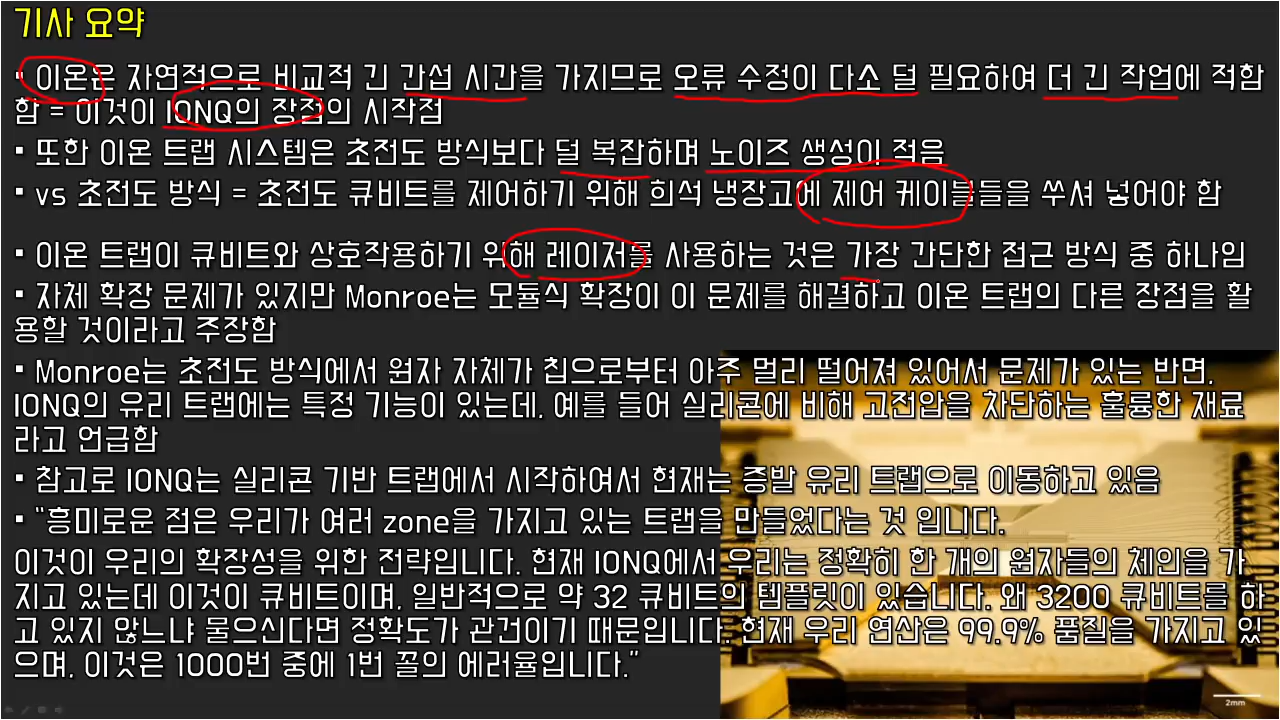 기사 요약
▪ 이온은 자연적으로 비교적 긴 간섭 시간을 가지므로 오류 수정이 다소 덜 필요하여 더 긴 작업에 적합
함 = 이것이 IONQ의 장점의 시작점
▪ 또한 이온 트랩 시스템은 초전도 방식보다 덜 복잡하며 노이즈 생성이 적음
▪ vs 초전도 방식 = 초전도 큐비트를 제어하기 위해 희석 냉장고에 제어 케이블들을 쑤셔 넣어야 함
▪ 이온 트랩이 큐비트와 상호작용하기 위해 레이저를 사용하는 것은 가장 간단한 접근 방식 중 하나임
▪ 자체 확장 문제가 있지만 Monroe는 모듈식 확장이 이 문제를 해결하고 이온 트랩의 다른 장점을 활
용할 것이라고 주장함
▪ Monroe는 초전도 방식에서 원자 자체가 칩으로부터 아주 멀리 떨어져 있어서 문제가 있는 반면,
IONQ의 유리 트랩에는 특정 기능이 있는데, 예를 들어 실리콘에 비해 고전압을 차단하는 훌륭한 재료
라고 언급함
▪ 참고로 IONQ는 실리콘 기반 트랩에서 시작하여서 현재는 증발 유리 트랩으로 이동하고 있음
▪ "흥미로운 점은 우리가 여러 zone을 가지고 있는 트랩을 만들었다는 것 입니다.
이것이 우리의 확장성을 위한 전략입니다. 현재 IONQ에서 우리는 정확히 한 개의 원자들의 체인을 가
지고 있는데 이것이 큐비트이며, 일반적으로 약 32 큐비트의 템플릿이 있습니다. 왜 3200 큐비트를 하
고 있지 않느냐 물으신다면 정확도가 관건이기 때문입니다. 현재 우리 연산은 99.9% 품질을 가지고 있
으며, 이것은 1000번 중에 1번 꼴의 에러율입니다."
2mm